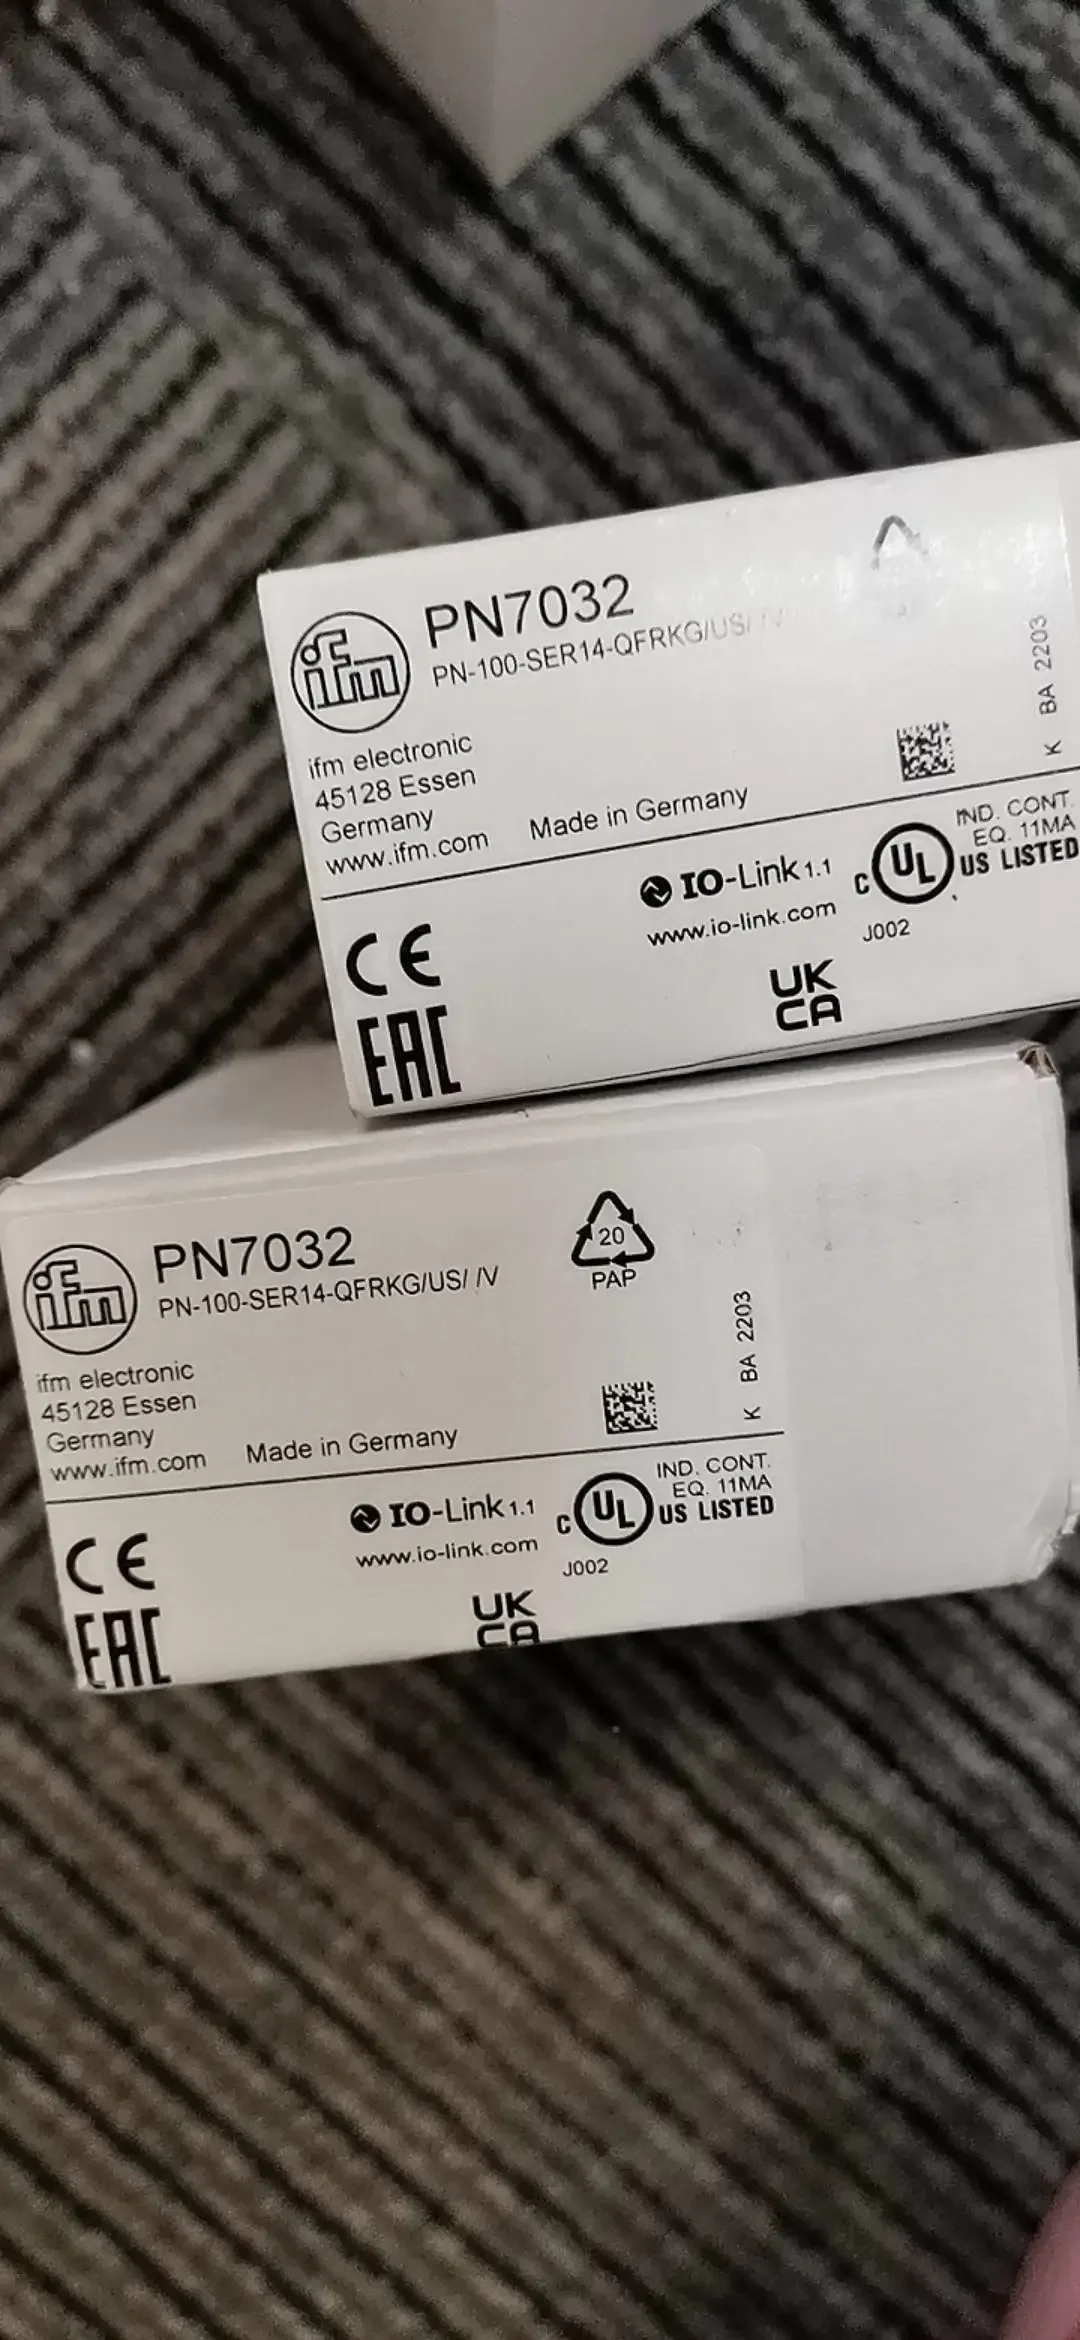 ifm
PN7032
PN-100-SER14-QFRKG/US/ /V
ifm electronic
45128 Essen
Germany
www.ifm.com
Made in Germany
K BA 2203
IO-Link 1.1
www.io-link.com
C UL US LISTED
IND. CONT.
EQ. 11MA
J002
CE
EAC
UK
CA
ifm
PN7032
PN-100-SER14-QFRKG/US/ /V
20
PAP
ifm electronic
45128 Essen
Germany
www.ifm.com
Made in Germany
K BA 2203
IO-Link 1.1
www.io-link.com
C UL US LISTED
IND. CONT.
EQ. 11MA
J002
CE
EAC
UK
CA